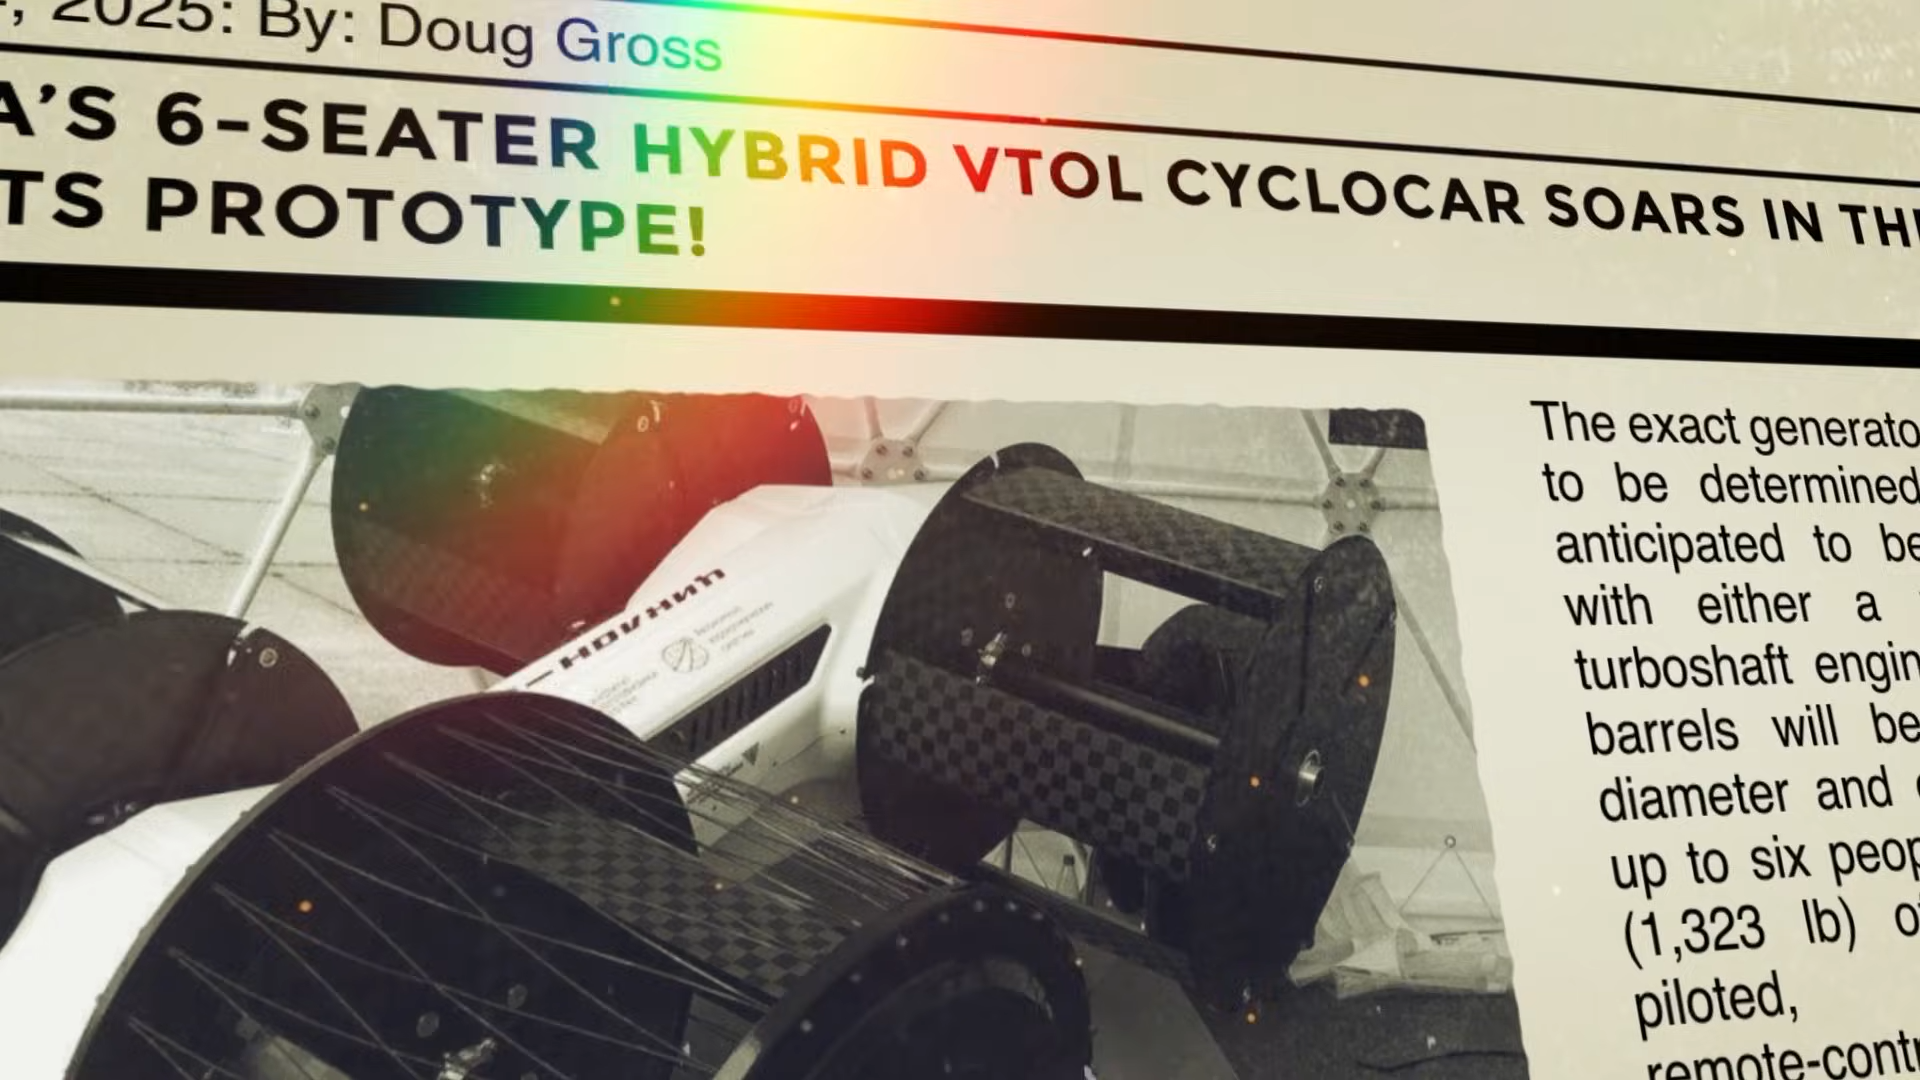 , 2025: By: Doug Gross
A'S 6-SEATER HYBRID VTOL CYCLOCAR SOARS IN TH
TS PROTOTYPE!
The exact generato
to be determined
anticipated to be
with either a
turboshaft engin
barrels will be
diameter and
up to six peop
(1,323 lb) o
piloted,
remote-contr